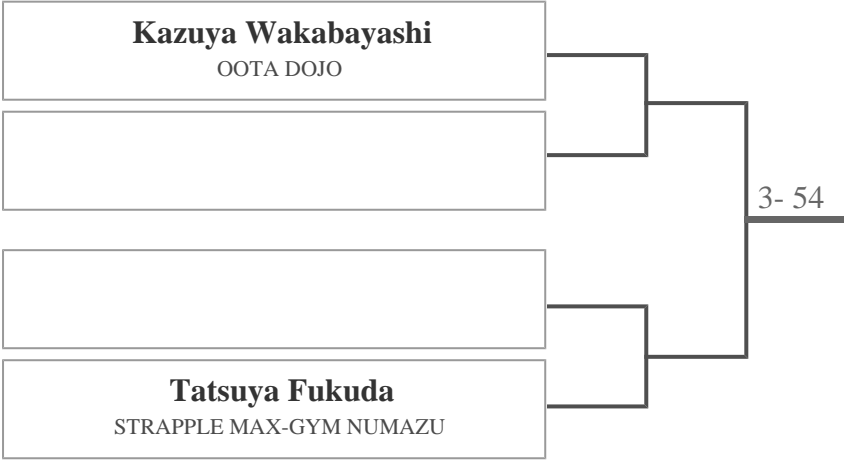 Kazuya Wakabayashi
OOTA DOJO
3- 54
Tatsuya Fukuda
STRAPPLE MAX-GYM NUMAZU